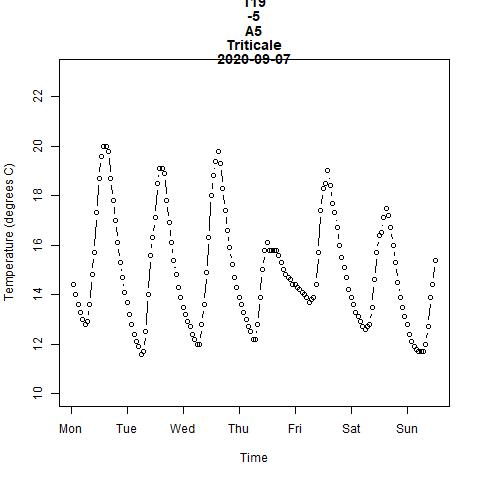 T19
-5
A5
Triticale
2020-09-07
Temperature (degrees C)
22
20
18
16
14
12
10
Mon Tue Wed Thu Fri Sat Sun
Time